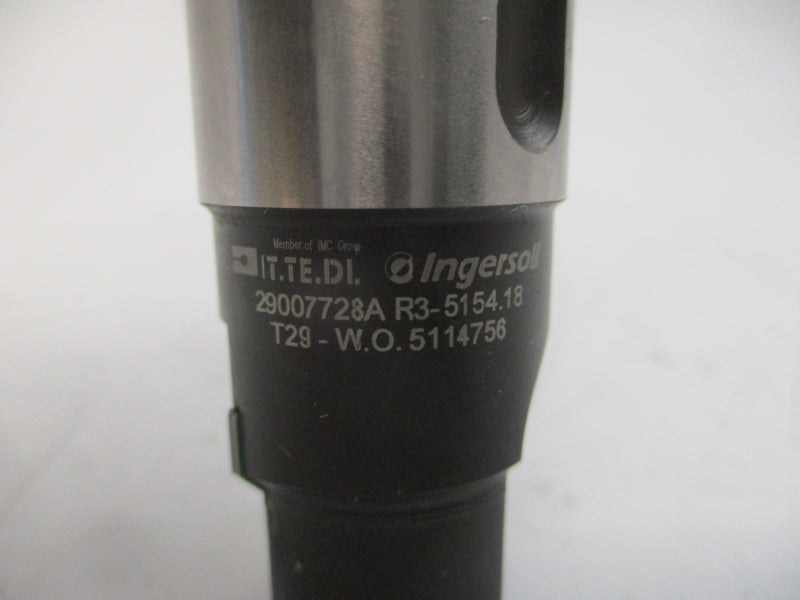 Member of IMC Group
IT.TE.DI. Ingersoll
29007728A R3-5154.18
T29 - W.O. 5114756